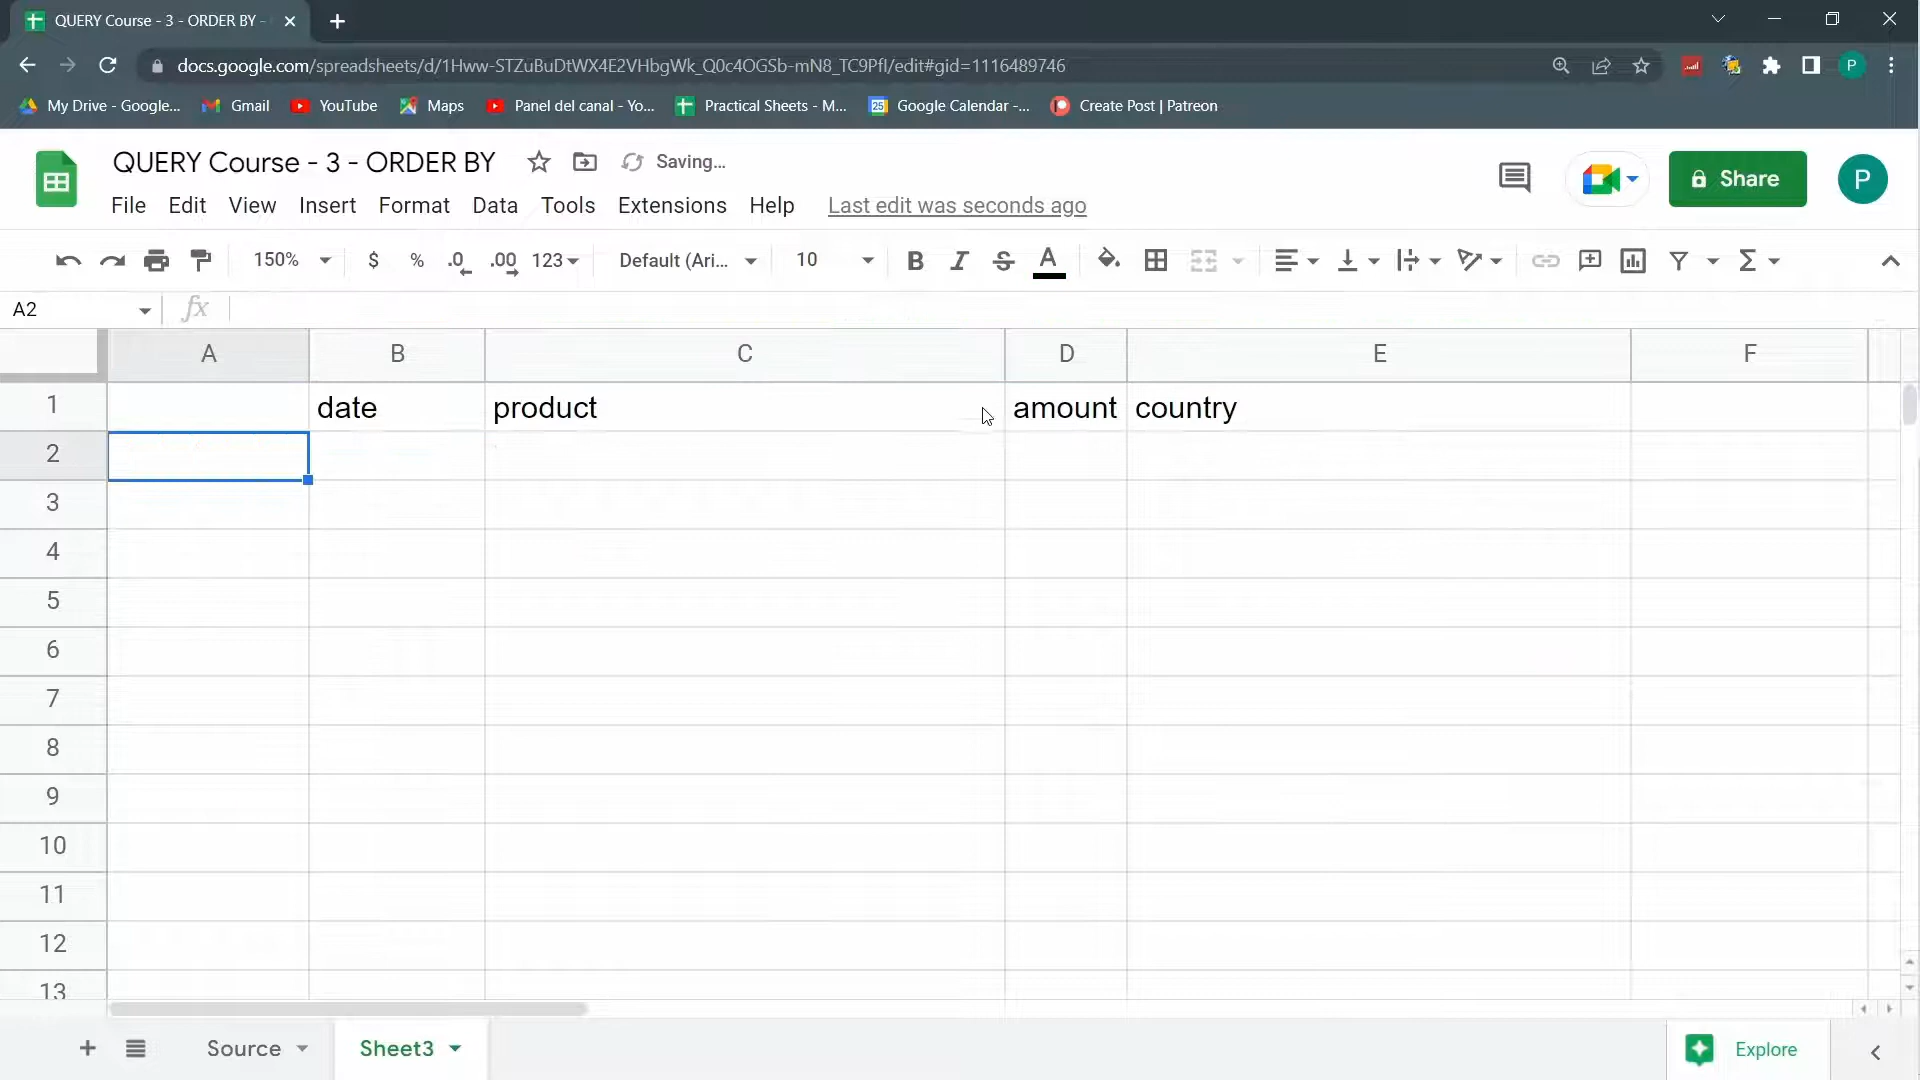 QUERY Course - 3 - ORDER BY -
docs.google.com/spreadsheets/d/1Hww-STZuBuDtWX4E2VHbgWk_Q0c4OGSb-mN8_TC9PfI/edit#gid=1116489746
P
My Drive - Google... Gmail YouTube Maps Panel del canal - Yo... Practical Sheets - M... 25 Google Calendar -... Create Post | Patreon
QUERY Course - 3 - ORDER BY Saving...
Share P
File Edit View Insert Format Data Tools Extensions Help Last edit was seconds ago
150% $ % .0 .00 123 Default (Ari... 10 B I S A Σ
A2 fx
A B C D E F
1 date product amount country
2
3
4
5
6
7
8
9
10
11
12
13
+ Source Sheet3 Explore